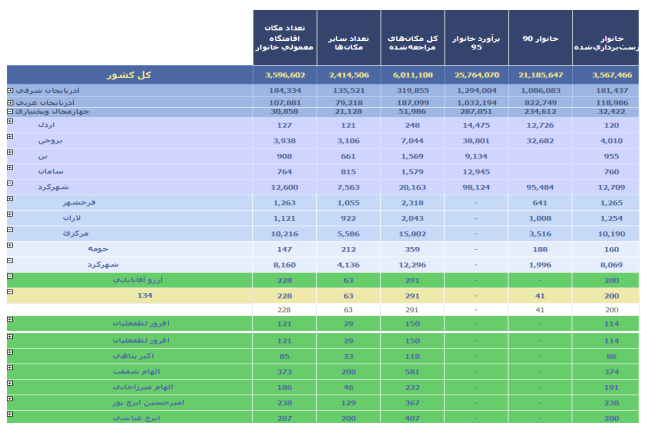 تعداد مکان اقامتگاه معمولی خانوار	تعداد سایر مکان‌ها	کل مکان‌های مراجعه‌شده	برآورد خانوار 95	خانوار 90	خانوار فهرست‌برداری‌شده
کل کشور	3,596,602	2,414,506	6,011,108	25,764,070	21,185,647	3,567,466
آذربایجان شرقی	184,334	135,521	319,855	1,294,004	1,086,083	181,437
آذربایجان غربی	107,881	79,218	187,099	1,032,194	822,749	118,986
چهارمحال وبختیاری	30,858	21,128	51,986	287,051	234,612	32,422
اردل	127	121	248	14,475	12,726	120
بروجن	3,938	3,106	7,044	38,801	32,682	4,010
بن	908	661	1,569	9,134	955
سامان	764	815	1,579	12,945	760
شهرکرد	12,600	7,563	20,163	98,124	95,484	12,709
فرخشهر	1,263	1,055	2,318	-	641	1,265
لاران	1,121	922	2,043	-	1,008	1,254
مرکزی	10,216	5,586	15,802	-	3,516	10,190
حومه	147	212	359	-	188	160
شهرکرد	8,160	4,136	12,296	-	1,996	8,069
آرزو آقابابایی	228	63	291	-	-	200
134	228	63	291	-	41	200
228	63	291	-	41	200
افروز لطفعلیان	121	29	150	-	-	114
افروز لطفعلیان	121	29	150	-	-	114
اکبر پناهی	85	33	118	-	-	86
الهام شفقت	373	208	581	-	-	374
الهام میرزاخانی	186	46	232	-	-	191
امیرحسین ایرج پور	238	129	367	-	-	238
ایرج عباسی	207	200	407	-	-	200